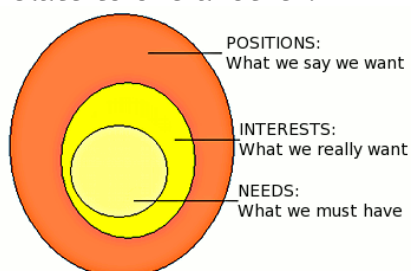 POSITIONS:
What we say we want
INTERESTS:
What we really want
NEEDS:
What we must have